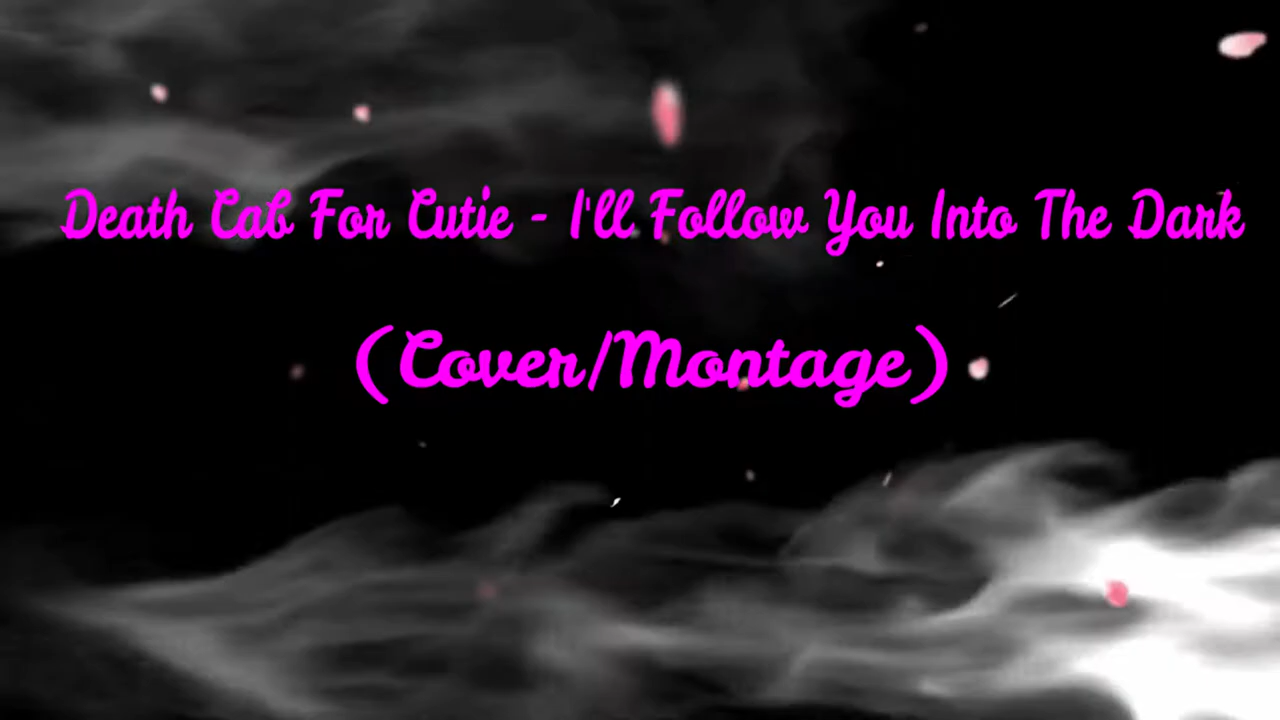 Death Cab For Cutie - I'll Follow You Into The Dark
(Cover/Montage)